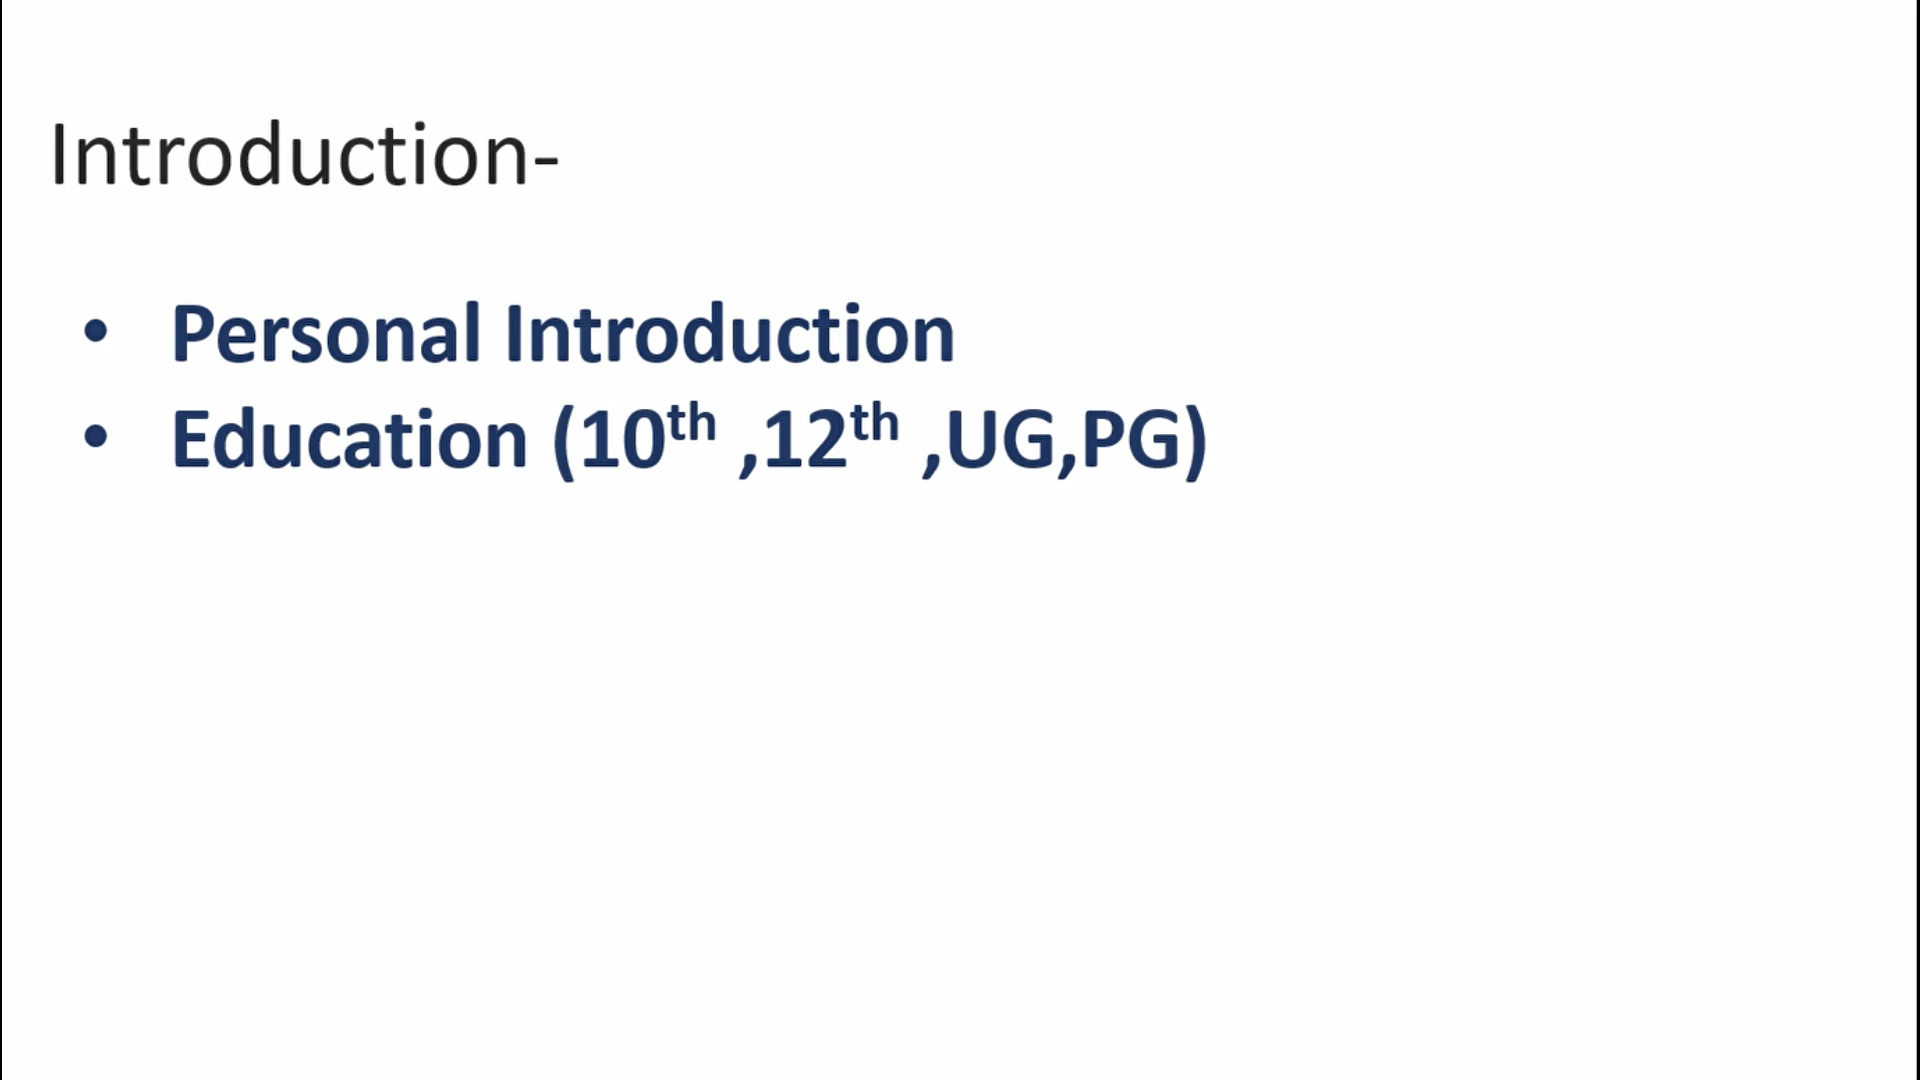 Introduction-
• Personal Introduction
• Education (10th ,12th ,UG,PG)